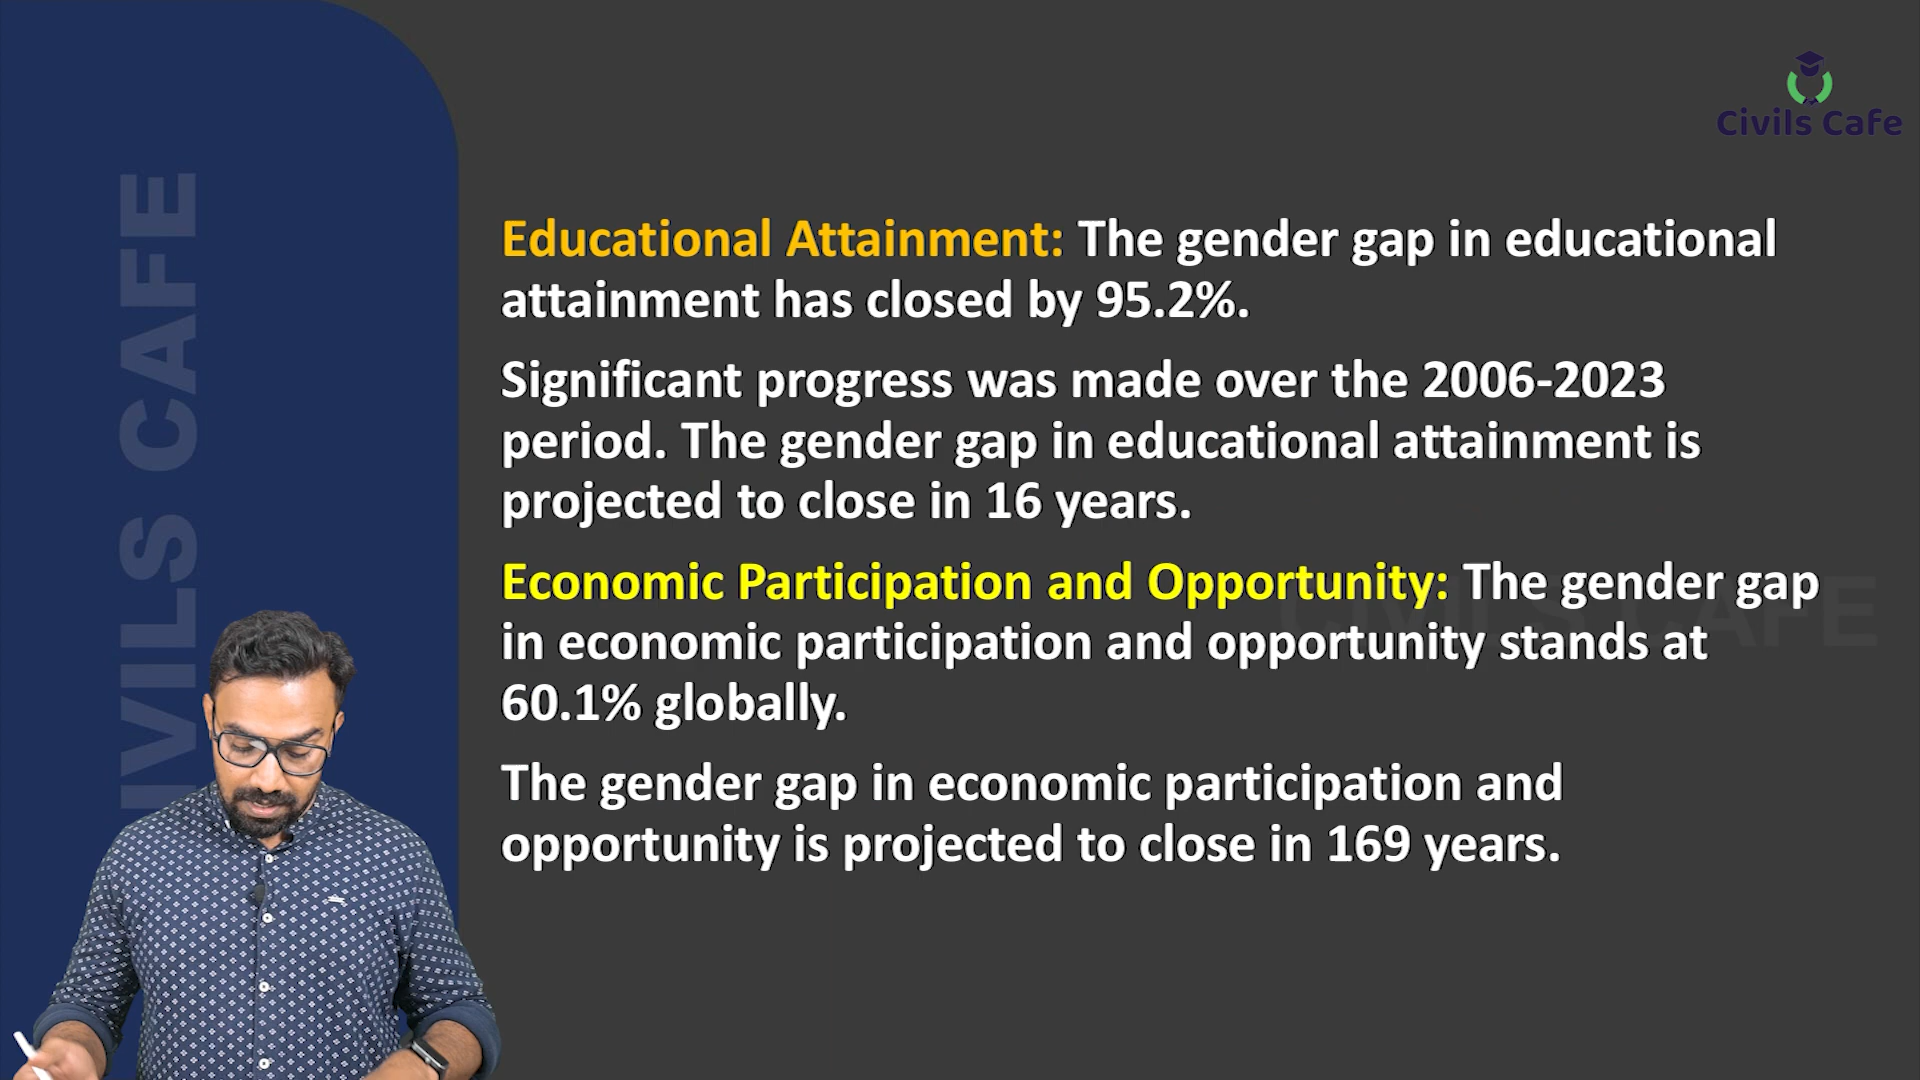 Civils Cafe
CIVILS CAFE
Educational Attainment: The gender gap in educational
attainment has closed by 95.2%.
Significant progress was made over the 2006-2023
period. The gender gap in educational attainment is
projected to close in 16 years.
Economic Participation and Opportunity: The gender gap
in economic participation and opportunity stands at
60.1% globally.
The gender gap in economic participation and
opportunity is projected to close in 169 years.
CIVILS CAFE